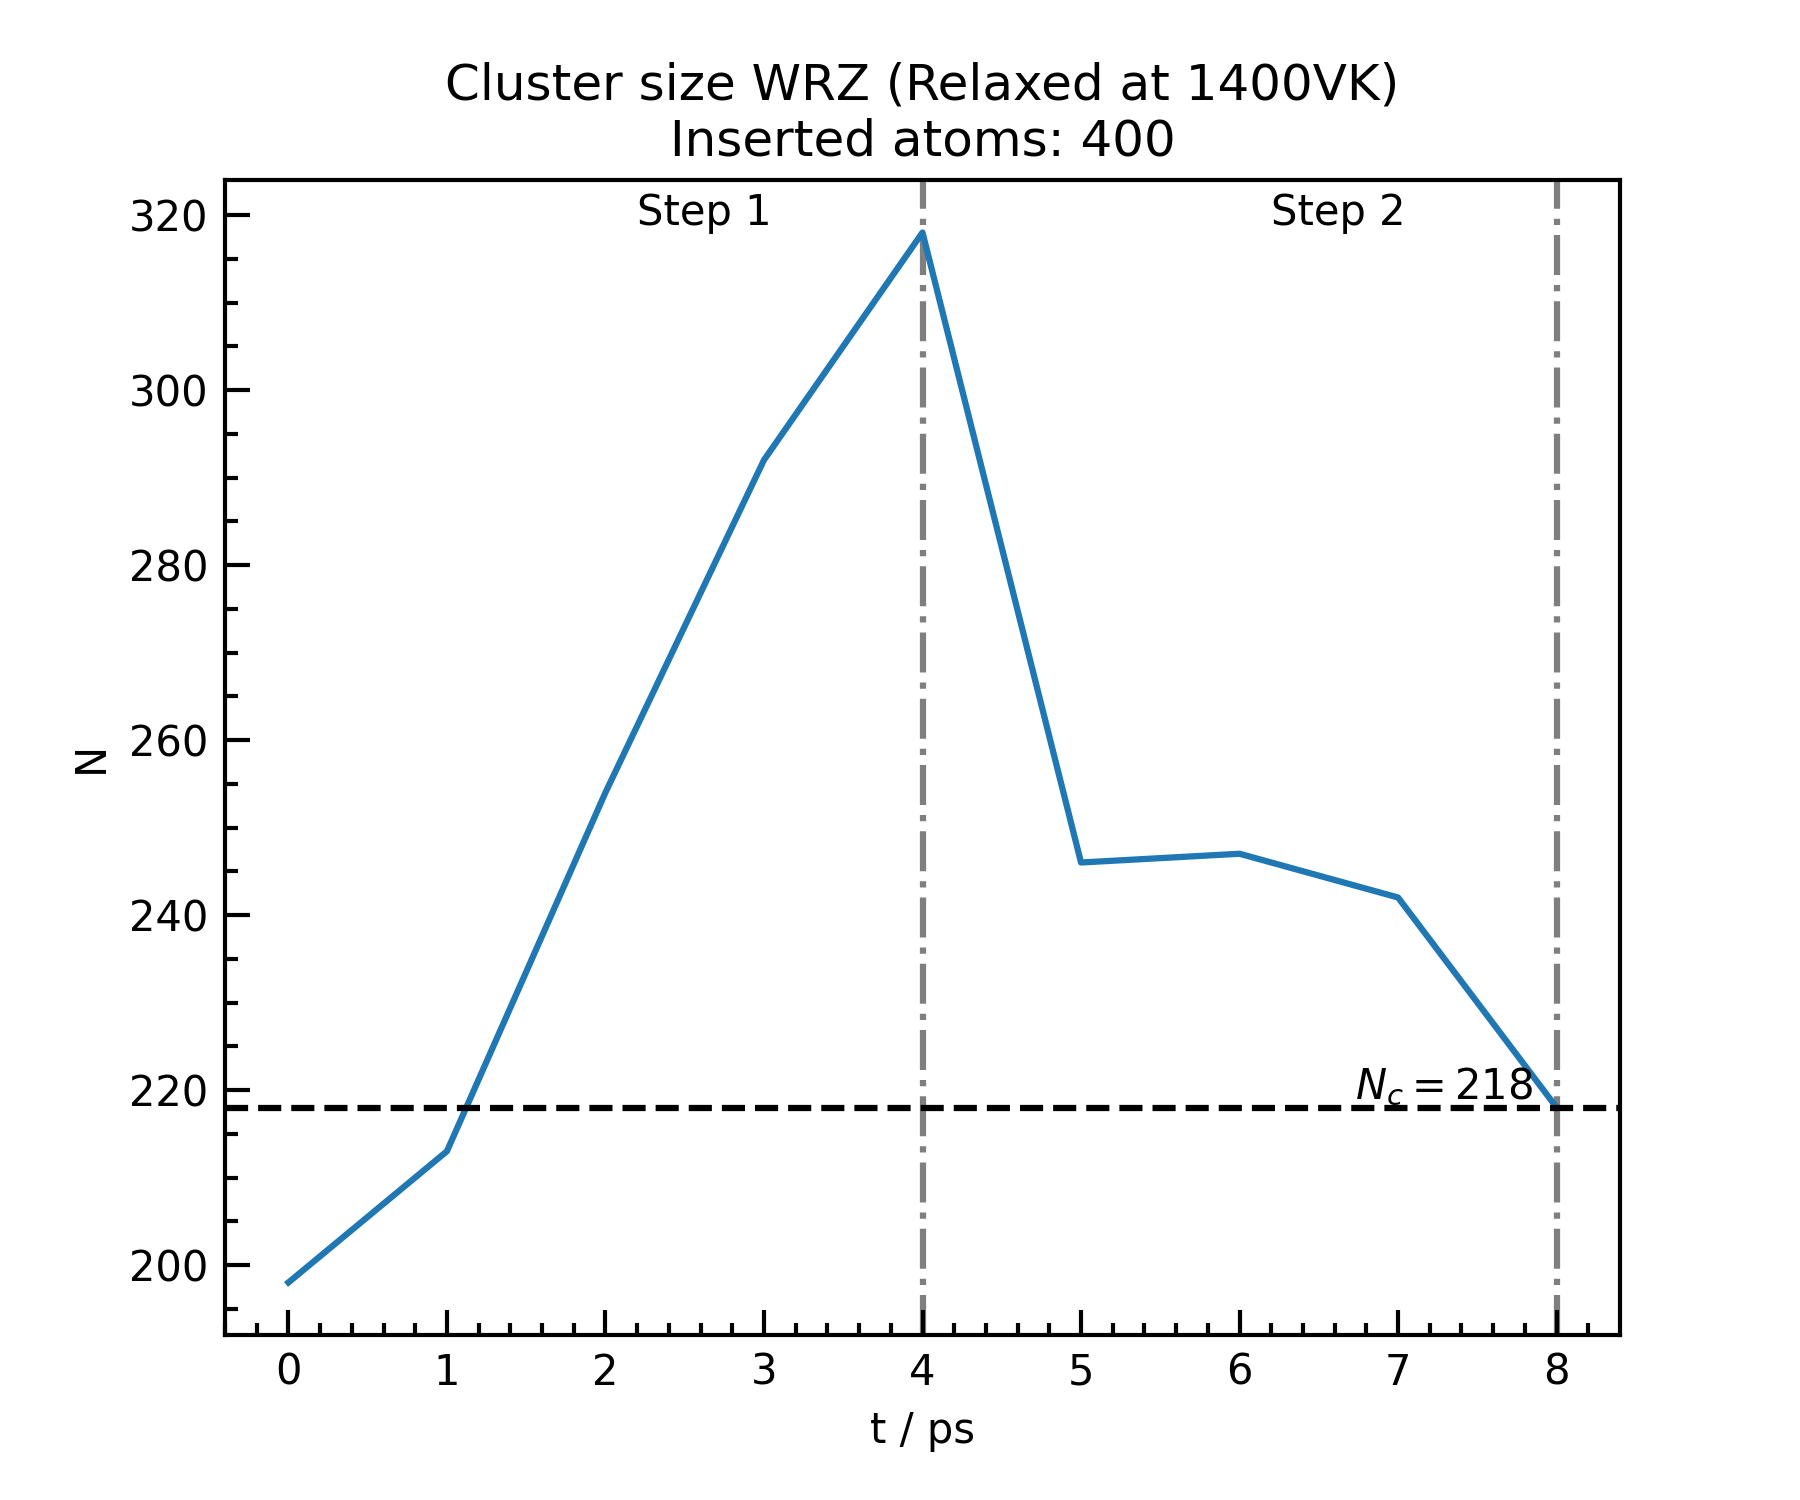 Cluster size WRZ (Relaxed at 1400VK)
Inserted atoms: 400
Step 1
Step 2
320
300
280
260
240
220
200
N
N_c = 218
0 1 2 3 4 5 6 7 8
t / ps